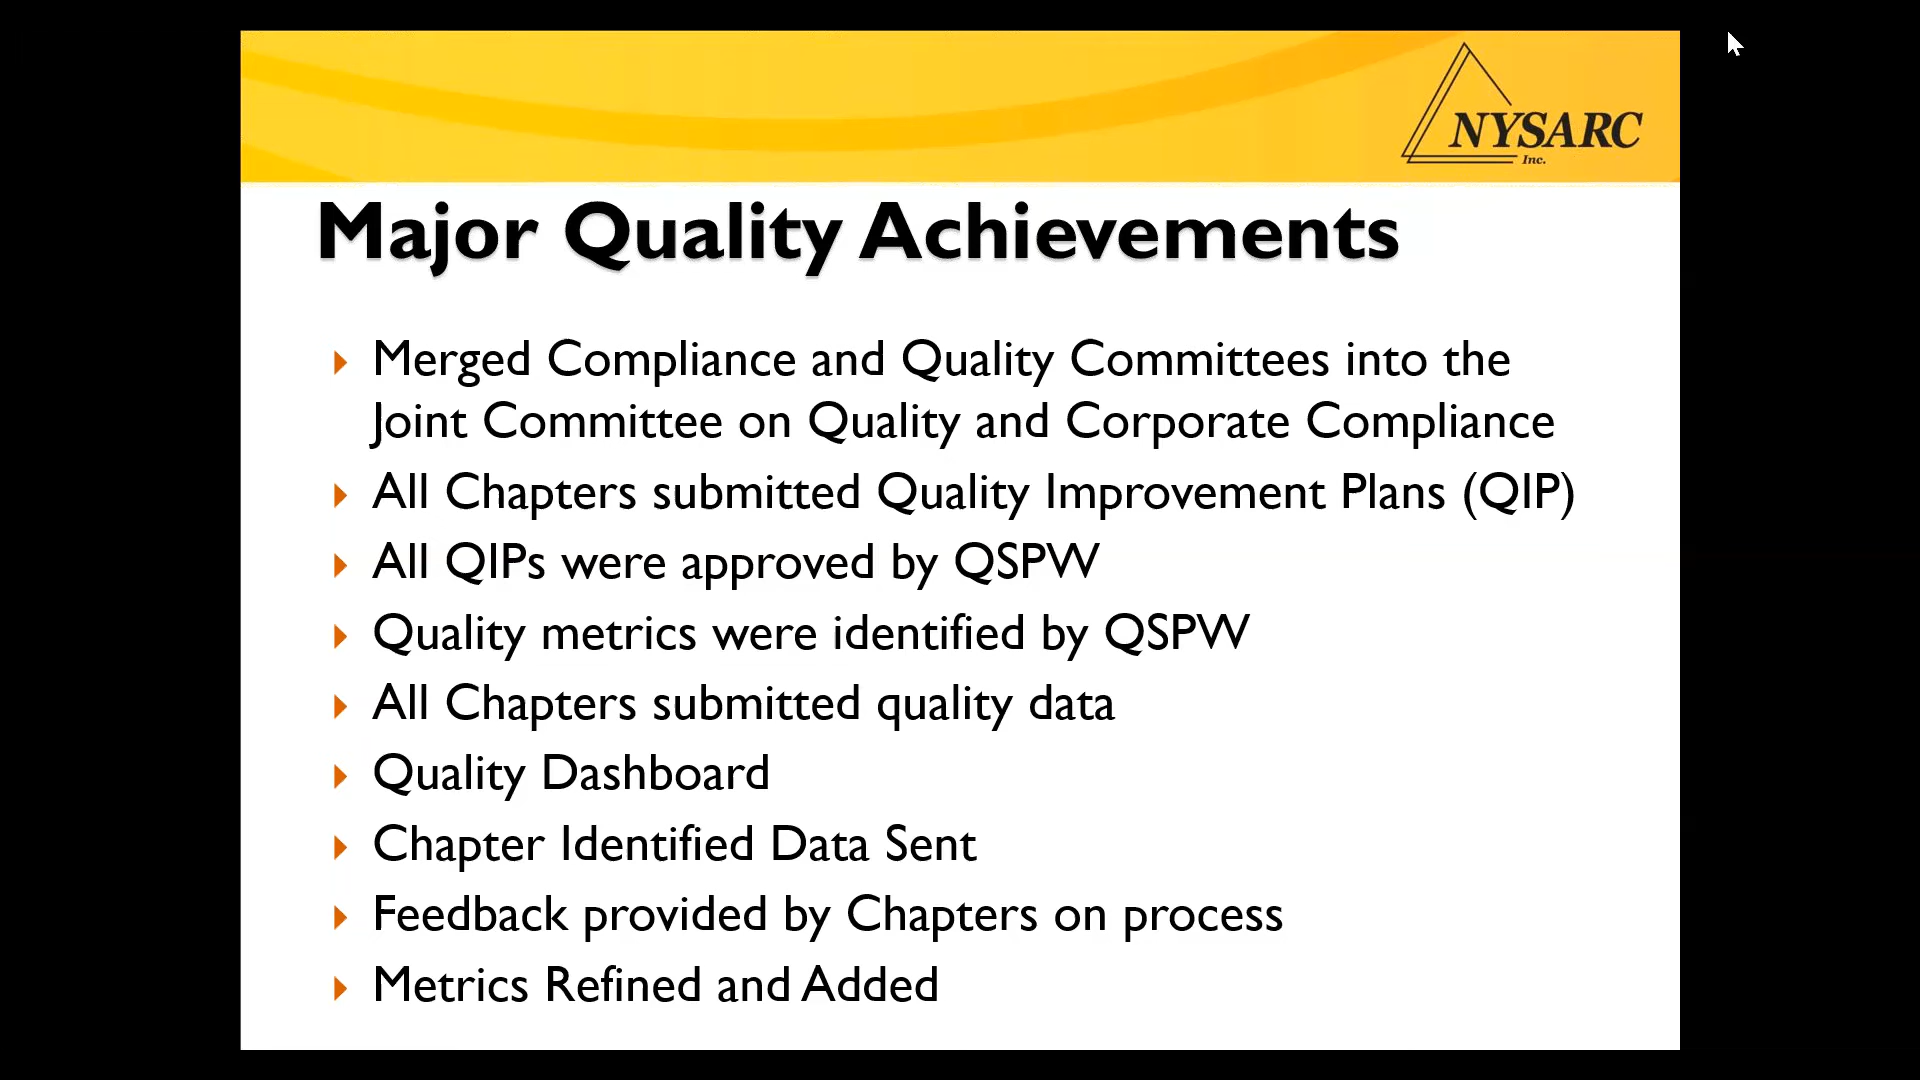 NYSARC
Inc.
Major Quality Achievements
Merged Compliance and Quality Committees into the
Joint Committee on Quality and Corporate Compliance
All Chapters submitted Quality Improvement Plans (QIP)
All QIPs were approved by QSPW
Quality metrics were identified by QSPW
All Chapters submitted quality data
Quality Dashboard
Chapter Identified Data Sent
Feedback provided by Chapters on process
Metrics Refined and Added